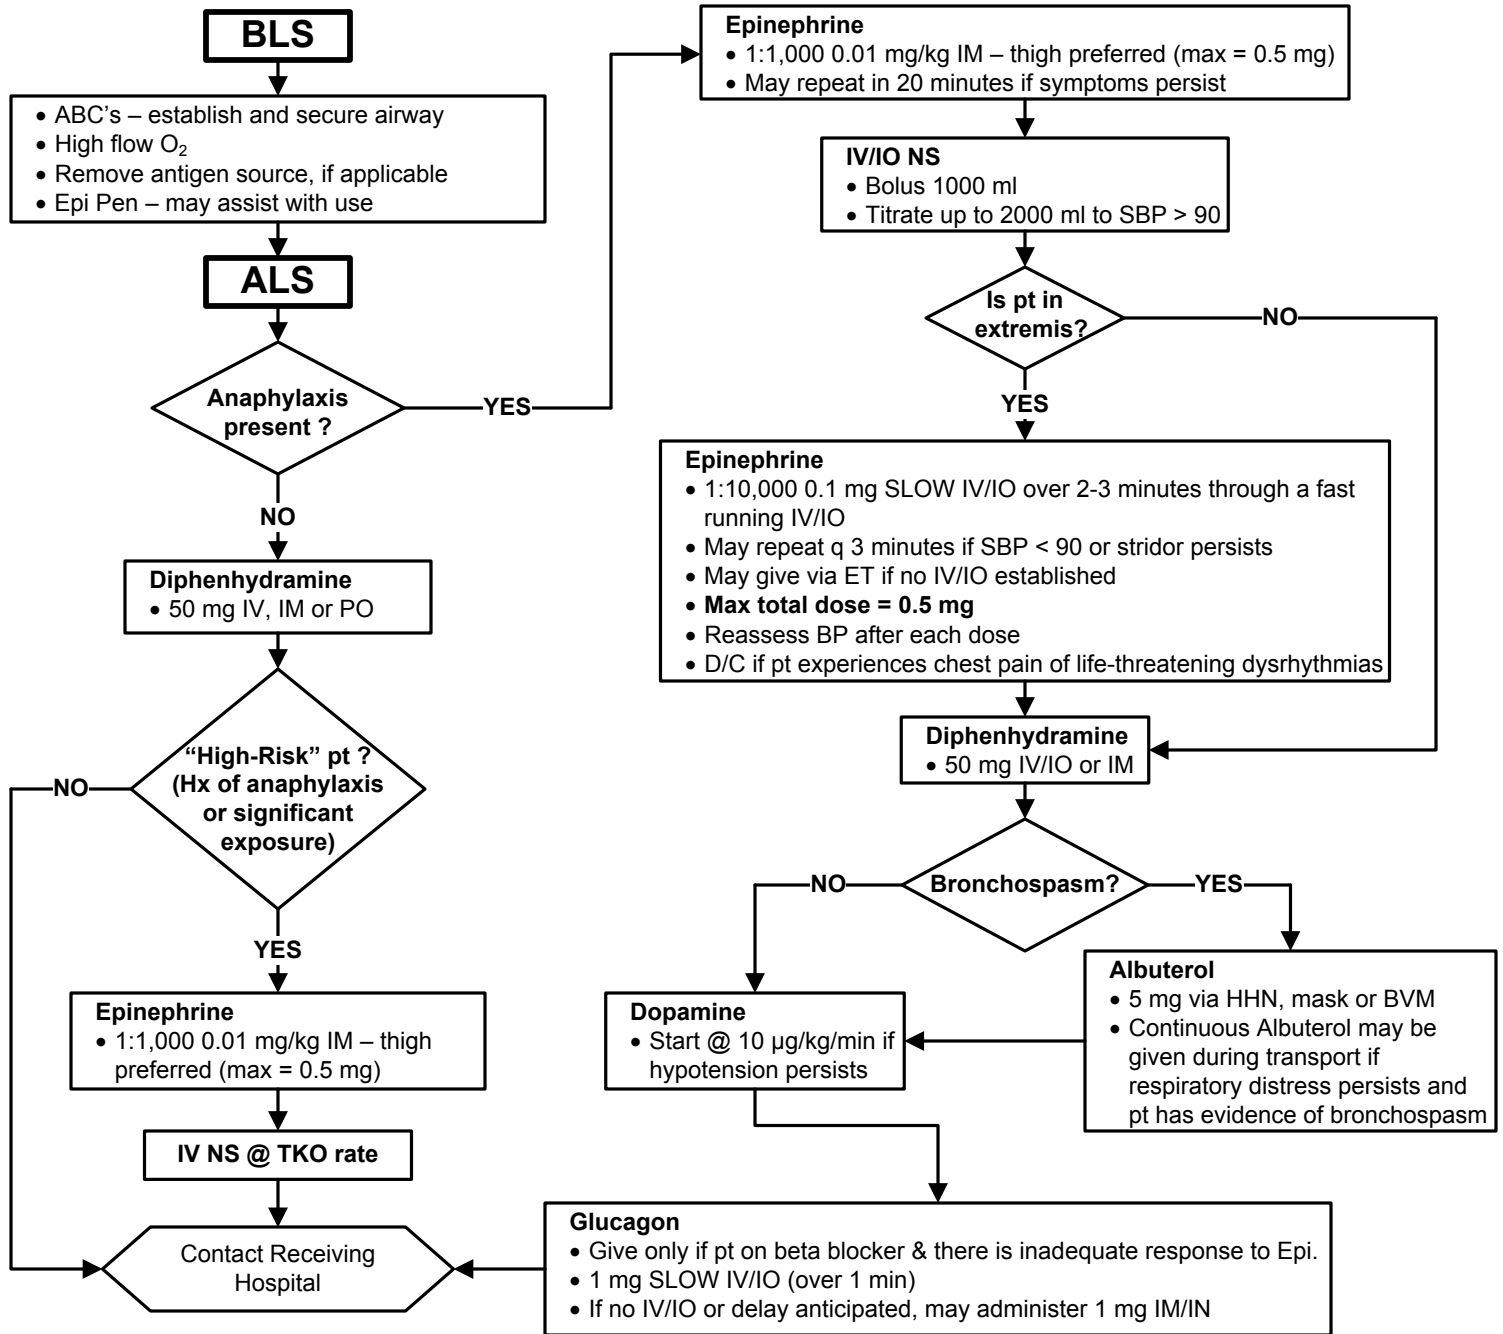 BLS
• ABC's – establish and secure airway
• High flow O₂
• Remove antigen source, if applicable
• Epi Pen – may assist with use
ALS
Anaphylaxis
present ?
YES
NO
Diphenhydramine
• 50 mg IV, IM or PO
“High-Risk” pt ?
(Hx of anaphylaxis
or significant
exposure)
NO
YES
Epinephrine
• 1:1,000 0.01 mg/kg IM – thigh
preferred (max = 0.5 mg)
IV NS @ TKO rate
Contact Receiving
Hospital
Epinephrine
• 1:1,000 0.01 mg/kg IM – thigh preferred (max = 0.5 mg)
• May repeat in 20 minutes if symptoms persist
IV/IO NS
• Bolus 1000 ml
• Titrate up to 2000 ml to SBP > 90
Is pt in
extremis?
NO
YES
Epinephrine
• 1:10,000 0.1 mg SLOW IV/IO over 2-3 minutes through a fast
running IV/IO
• May repeat q 3 minutes if SBP < 90 or stridor persists
• May give via ET if no IV/IO established
• Max total dose = 0.5 mg
• Reassess BP after each dose
• D/C if pt experiences chest pain of life-threatening dysrhythmias
Diphenhydramine
• 50 mg IV/IO or IM
Bronchospasm?
NO
YES
Albuterol
• 5 mg via HHN, mask or BVM
• Continuous Albuterol may be
given during transport if
respiratory distress persists and
pt has evidence of bronchospasm
Dopamine
• Start @ 10 µg/kg/min if
hypotension persists
Glucagon
• Give only if pt on beta blocker & there is inadequate response to Epi.
• 1 mg SLOW IV/IO (over 1 min)
• If no IV/IO or delay anticipated, may administer 1 mg IM/IN